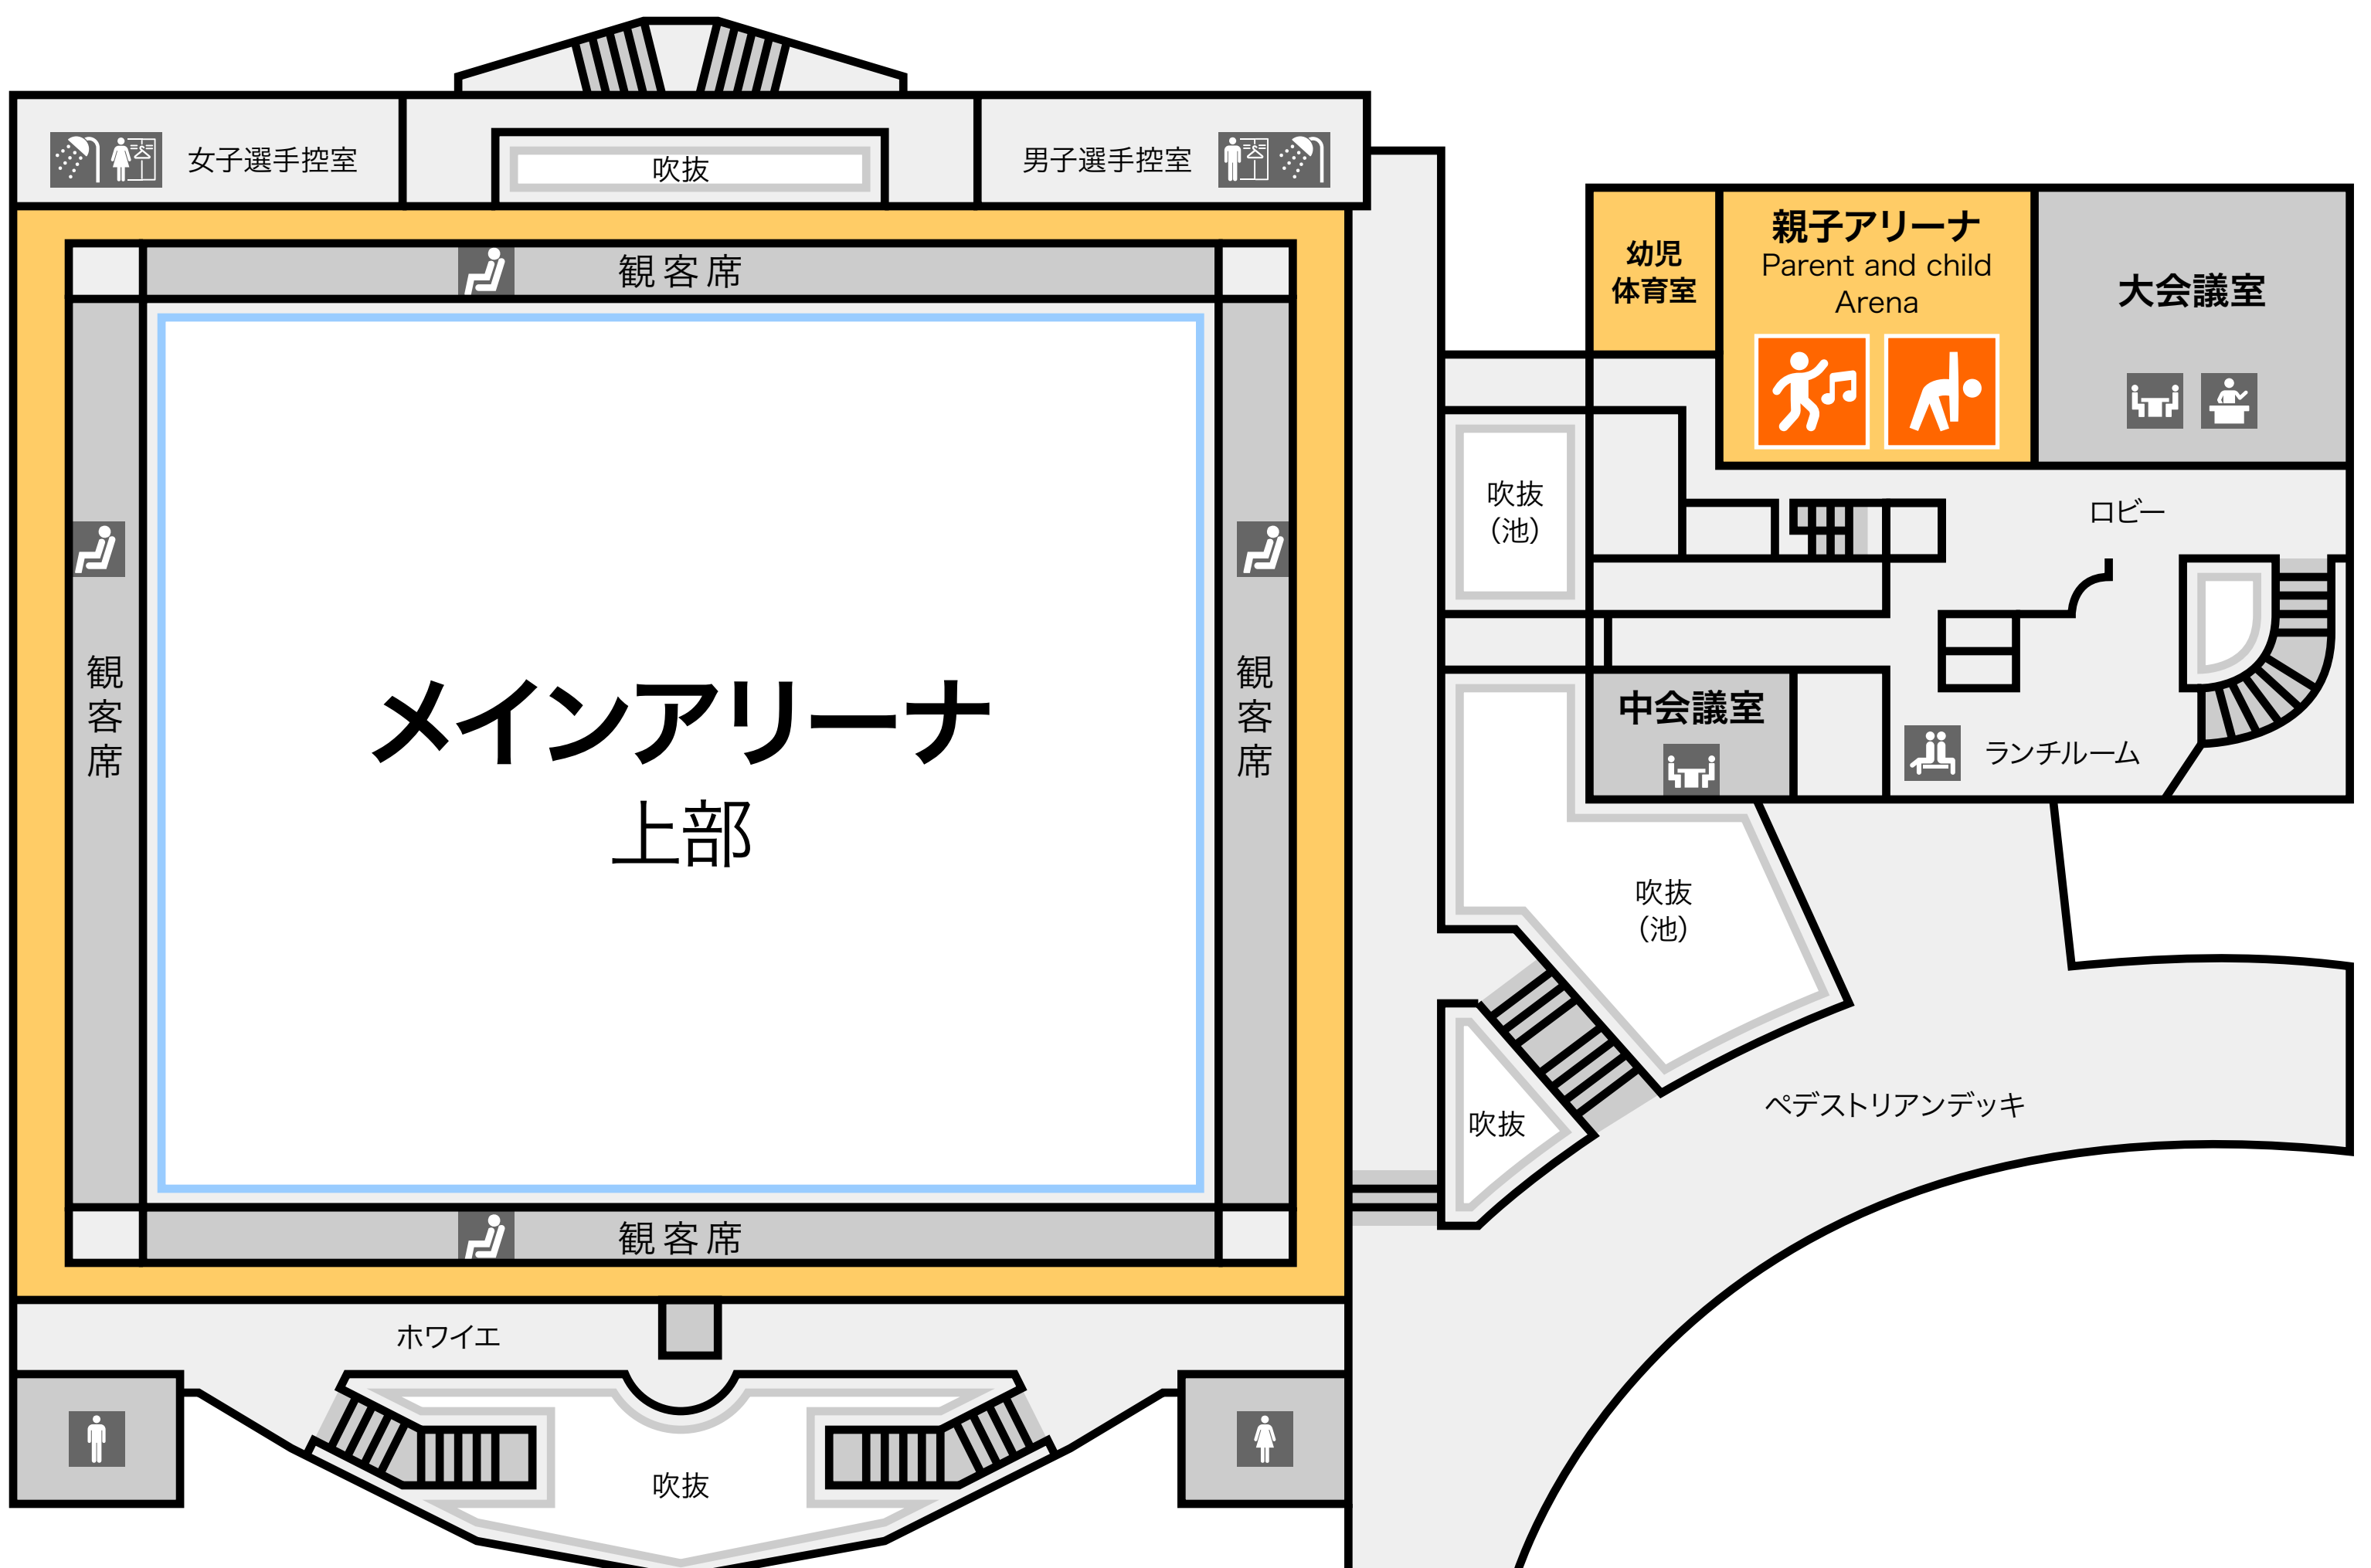 女子選手控室
吹抜
男子選手控室
観客席
幼児
体育室
親子アリーナ
Parent and child
Arena
大会議室
吹抜
（池）
ロビー
観客席
メインアリーナ
上部
観客席
中会議室
ランチルーム
吹抜
（池）
吹抜
ペデストリアンデッキ
観客席
ホワイエ
吹抜